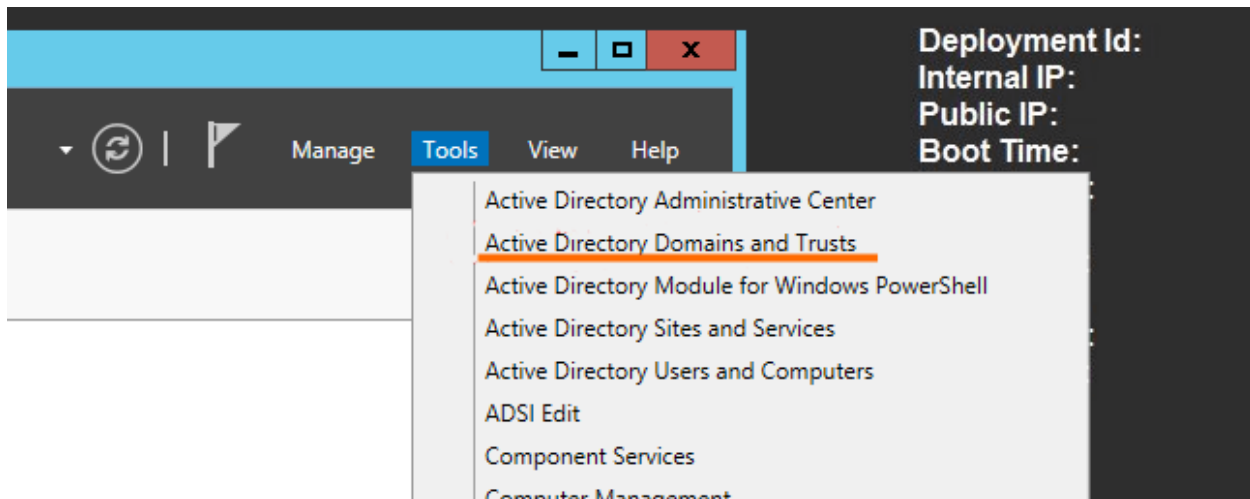 Deployment Id:
Internal IP:
Public IP:
Boot Time:
Manage Tools View Help
Active Directory Administrative Center
Active Directory Domains and Trusts
Active Directory Module for Windows PowerShell
Active Directory Sites and Services
Active Directory Users and Computers
ADSI Edit
Component Services
Computer Management